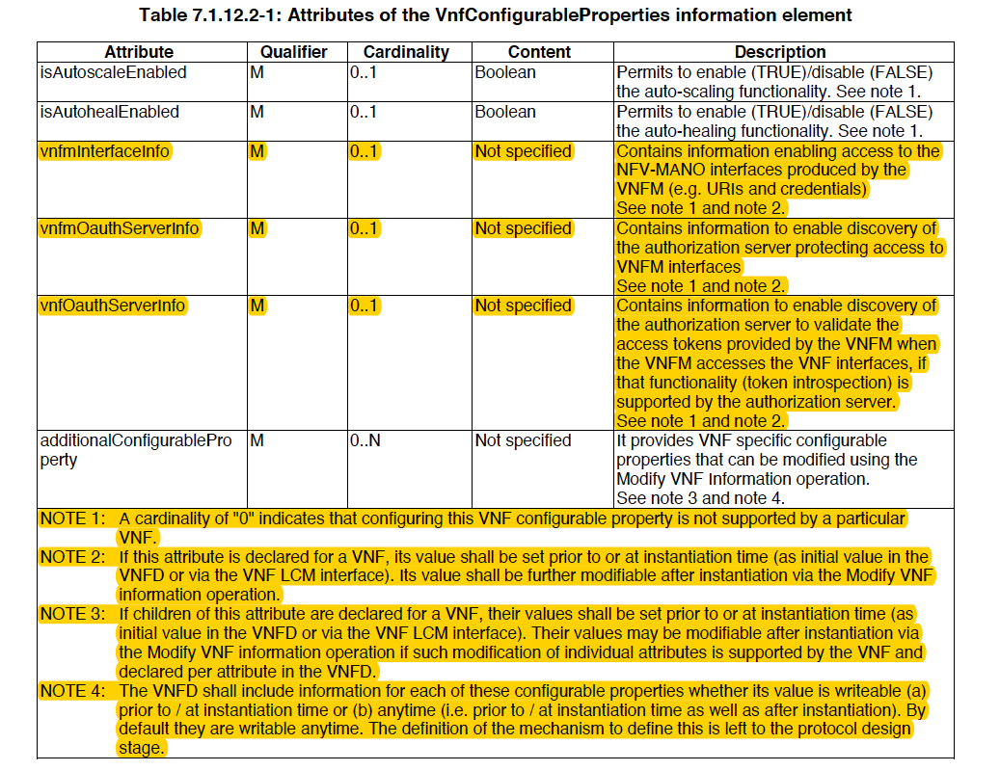 Table 7.1.12.2-1: Attributes of the VnfConfigurableProperties information element
Attribute Qualifier Cardinality Content Description
isAutoscaleEnabled M 0..1 Boolean Permits to enable (TRUE)/disable (FALSE)
the auto-scaling functionality. See note 1.
isAutohealEnabled M 0..1 Boolean Permits to enable (TRUE)/disable (FALSE)
the auto-healing functionality. See note 1.
vnfmInterfaceInfo M 0..1 Not specified Contains information enabling access to the
NFV-MANO interfaces produced by the
VNFM (e.g. URIs and credentials)
See note 1 and note 2.
vnfmOauthServerInfo M 0..1 Not specified Contains information to enable discovery of
the authorization server protecting access to
VNFM interfaces
See note 1 and note 2.
vnfOauthServerInfo M 0..1 Not specified Contains information to enable discovery of
the authorization server to validate the
access tokens provided by the VNFM when
the VNFM accesses the VNF interfaces, if
that functionality (token introspection) is
supported by the authorization server.
See note 1 and note 2.
additionalConfigurablePro M 0..N Not specified It provides VNF specific configurable
perty properties that can be modified using the
Modify VNF Information operation.
See note 3 and note 4.
NOTE 1: A cardinality of "0" indicates that configuring this VNF configurable property is not supported by a particular
VNF.
NOTE 2: If this attribute is declared for a VNF, its value shall be set prior to or at instantiation time (as initial value in the
VNFD or via the VNF LCM interface). Its value shall be further modifiable after instantiation via the Modify VNF
information operation.
NOTE 3: If children of this attribute are declared for a VNF, their values shall be set prior to or at instantiation time (as
initial value in the VNFD or via the VNF LCM interface). Their values may be modifiable after instantiation via
the Modify VNF information operation if such modification of individual attributes is supported by the VNF and
declared per attribute in the VNFD.
NOTE 4: The VNFD shall include information for each of these configurable properties whether its value is writeable (a)
prior to / at instantiation time or (b) anytime (i.e. prior to / at instantiation time as well as after instantiation). By
default they are writable anytime. The definition of the mechanism to define this is left to the protocol design
stage.